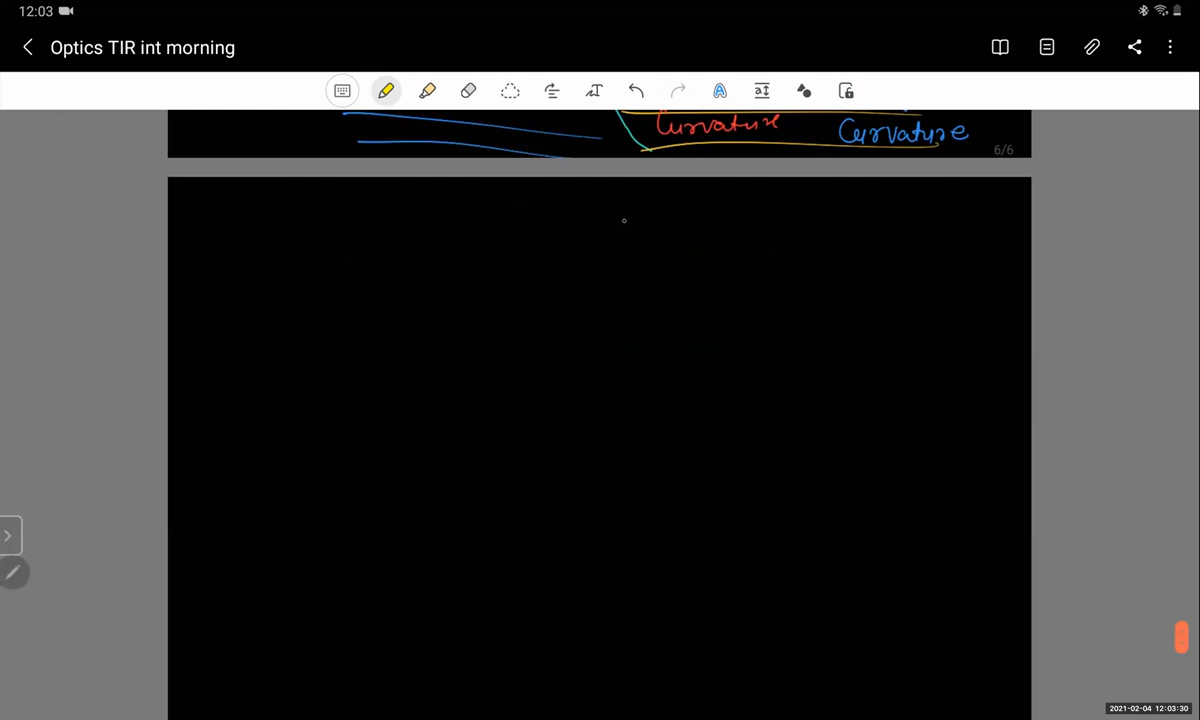 12:03
Optics TIR int morning
Curvature Curvature
6/6
2021-02-04 12:03:30